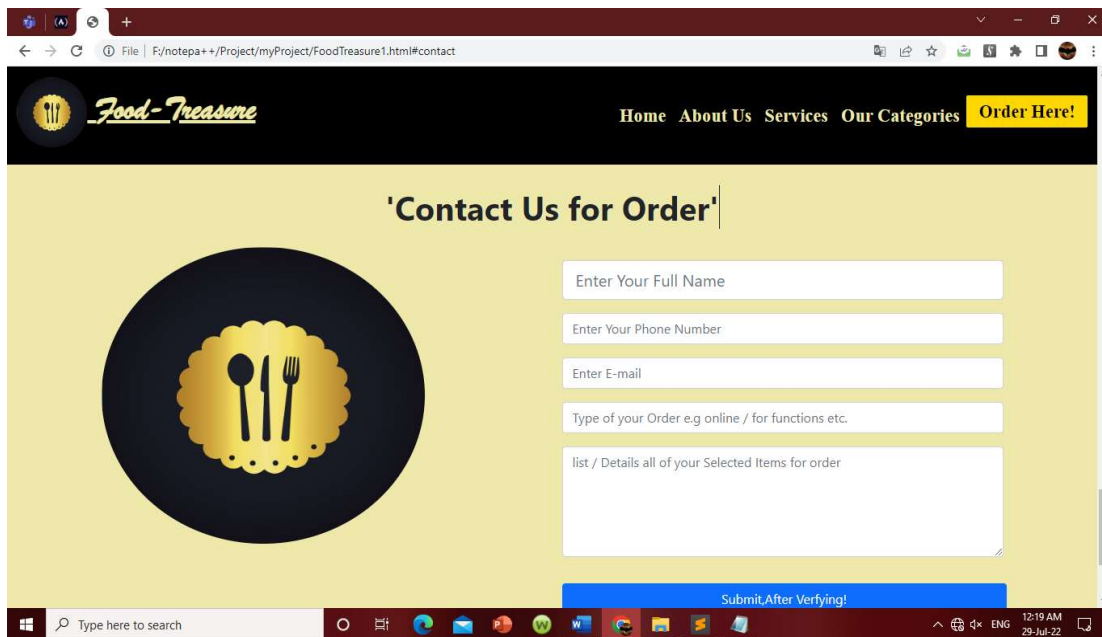 File F:/notepa++/Project/myProject/FoodTreasure1.html#contact
Food-Treasure
Home About Us Services Our Categories Order Here!
'Contact Us for Order'
Enter Your Full Name
Enter Your Phone Number
Enter E-mail
Type of your Order e.g online / for functions etc.
list / Details all of your Selected Items for order
Submit,After Verfying!
Type here to search
ENG
12:19 AM
29-Jul-22